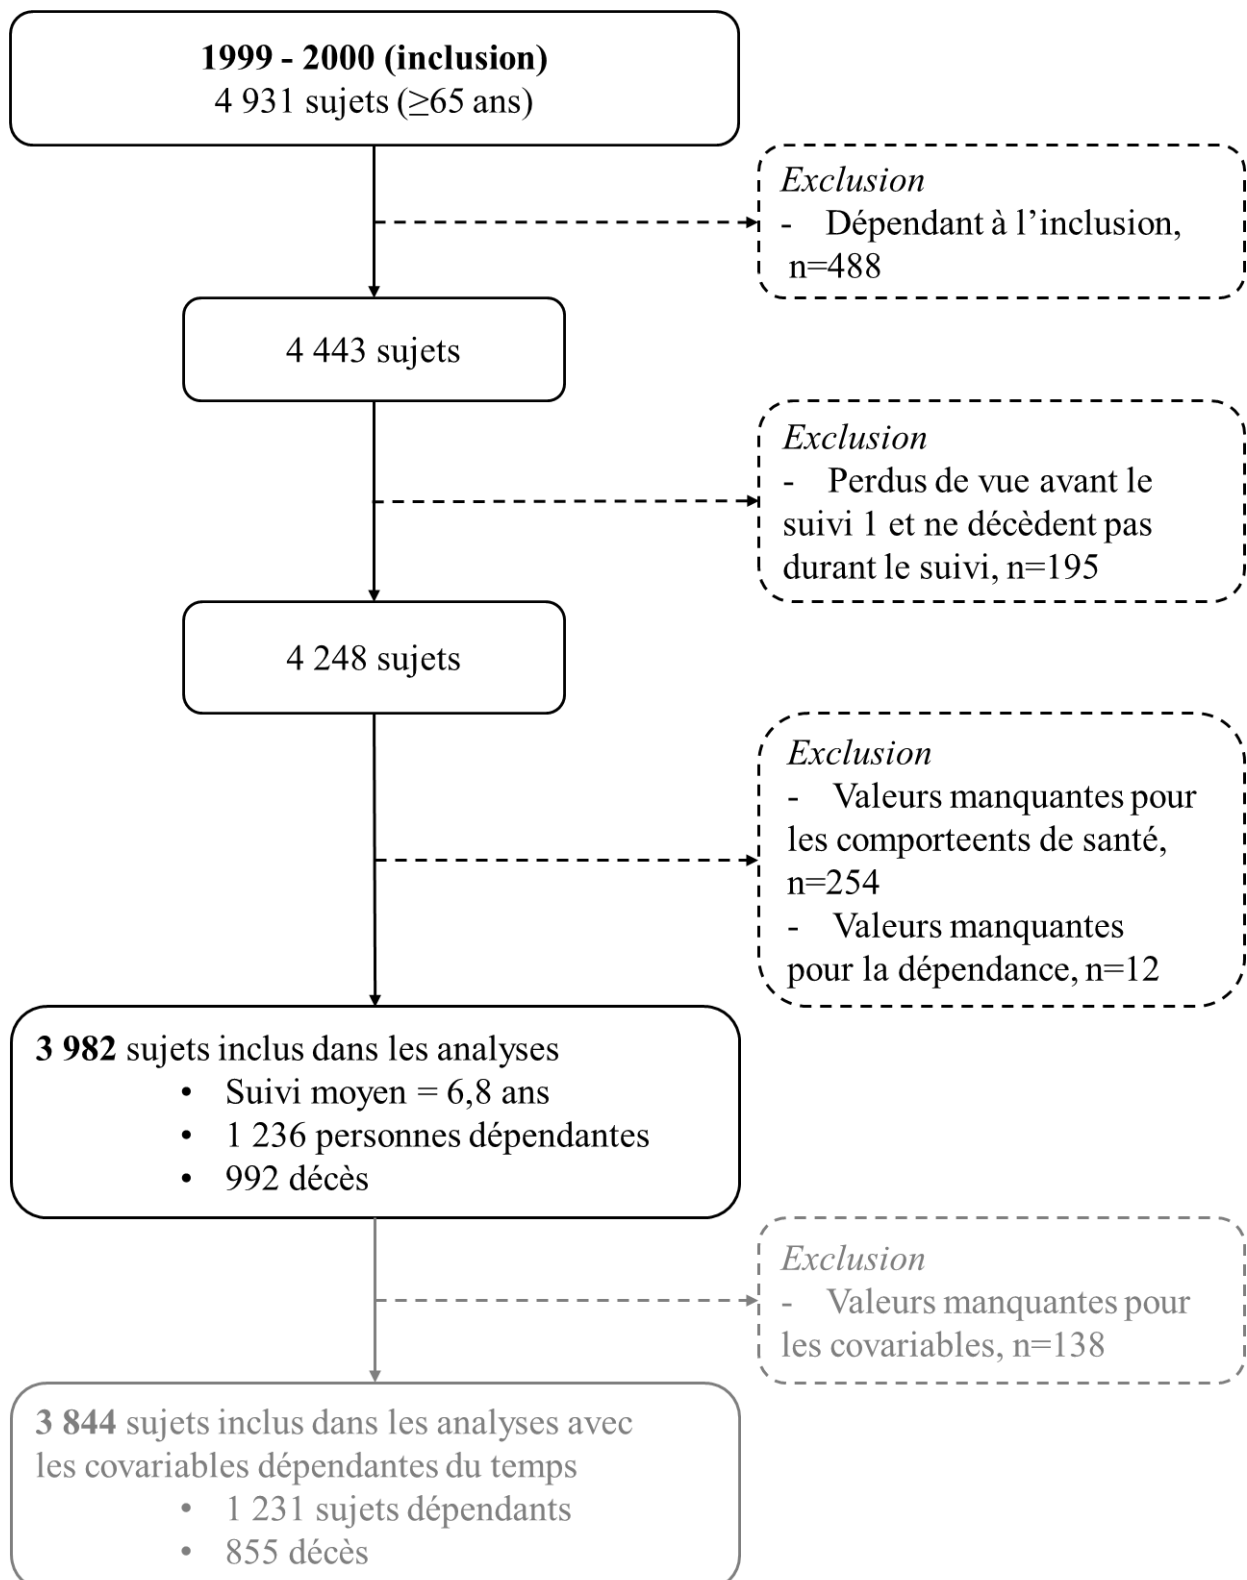 1999 - 2000 (inclusion)
4 931 sujets (≥65 ans)
Exclusion
- Dépendant à l’inclusion,
n=488
4 443 sujets
Exclusion
- Perdus de vue avant le
suivi 1 et ne décèdent pas
durant le suivi, n=195
4 248 sujets
Exclusion
- Valeurs manquantes pour
les comporteents de santé,
n=254
- Valeurs manquantes
pour la dépendance, n=12
3 982 sujets inclus dans les analyses
• Suivi moyen = 6,8 ans
• 1 236 personnes dépendantes
• 992 décès
Exclusion
- Valeurs manquantes pour
les covariables, n=138
3 844 sujets inclus dans les analyses avec
les covariables dépendantes du temps
• 1 231 sujets dépendants
• 855 décès